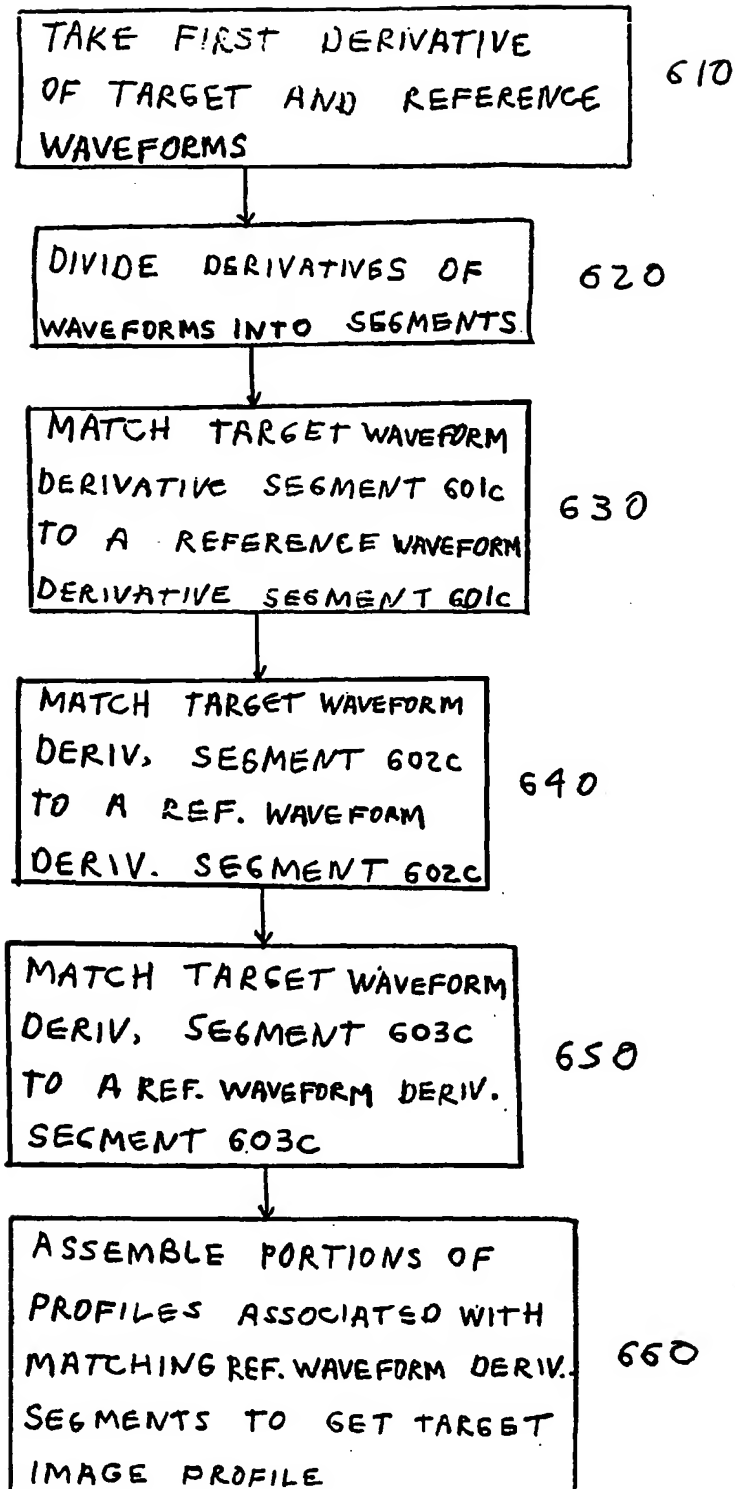 TAKE FIRST DERIVATIVE
OF TARGET AND REFERENCE
WAVEFORMS
610
DIVIDE DERIVATIVES OF
WAVEFORMS INTO SEGMENTS
620
MATCH TARGET WAVEFORM
DERIVATIVE SEGMENT 601c
TO A REFERENCE WAVEFORM
DERIVATIVE SEGMENT 601c
630
MATCH TARGET WAVEFORM
DERIV, SEGMENT 602c
TO A REF. WAVEFORM
DERIV. SEGMENT 602c
640
MATCH TARGET WAVEFORM
DERIV, SEGMENT 603c
TO A REF. WAVEFORM DERIV.
SEGMENT 603c
650
ASSEMBLE PORTIONS OF
PROFILES ASSOCIATED WITH
MATCHING REF. WAVEFORM DERIV.
SEGMENTS TO GET TARGET
IMAGE PROFILE
660